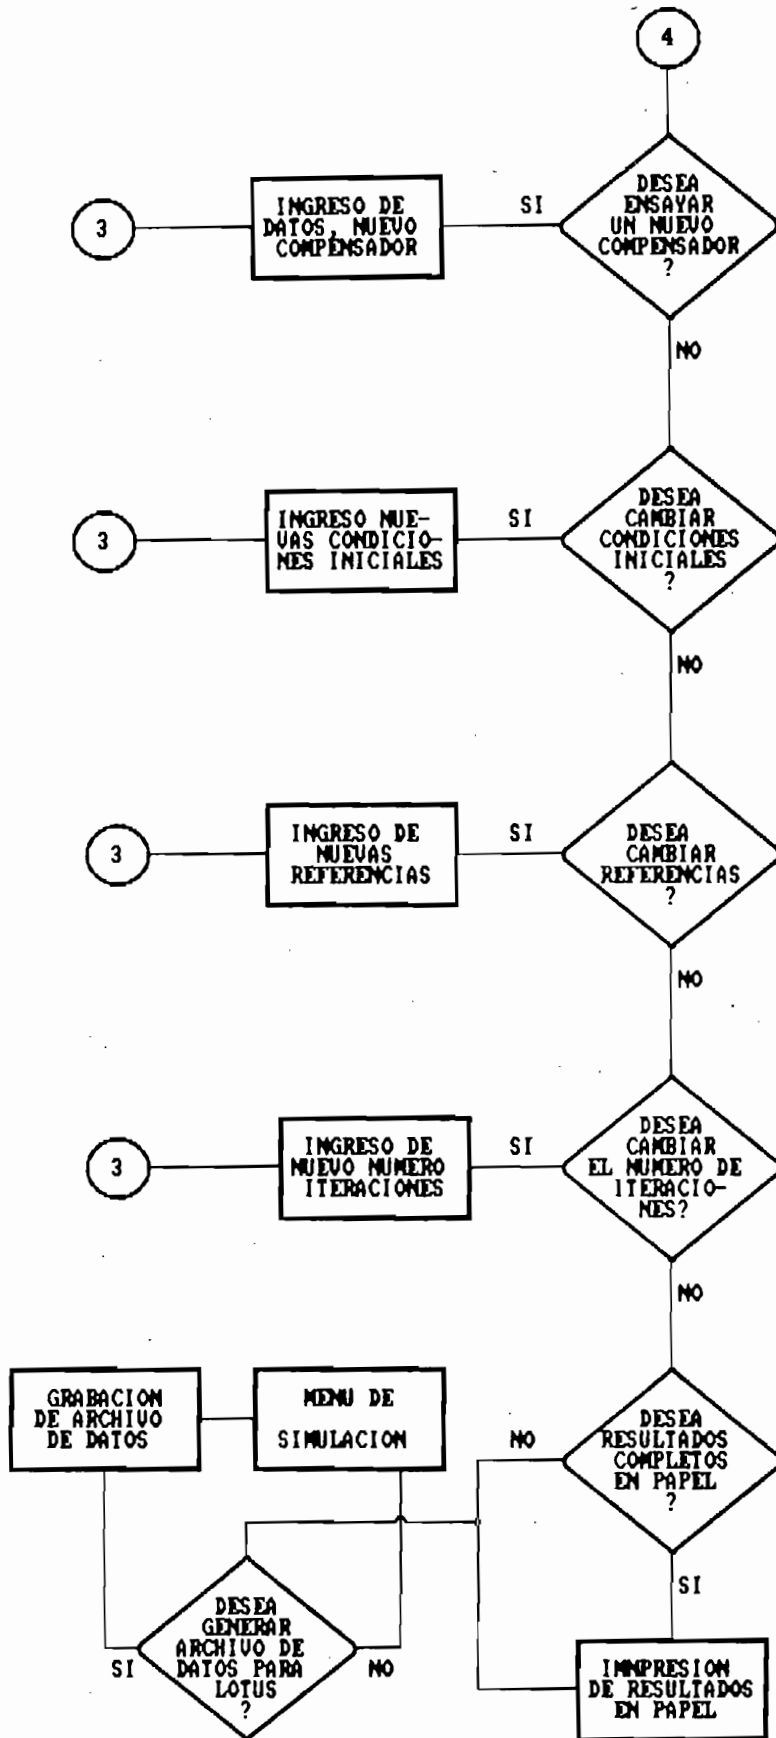 4
3
INGRESO DE
DATOS, NUEVO
COMPENSADOR
SI
DESEA
ENSAYAR
UN NUEVO
COMPENSADOR
?
NO
3
INGRESO NUE-
VAS CONDICIO-
NES INICIALES
SI
DESEA
CAMBIAR
CONDICIONES
INICIALES
?
NO
3
INGRESO DE
NUEVAS
REFERENCIAS
SI
DESEA
CAMBIAR
REFERENCIAS
?
NO
3
INGRESO DE
NUEVO NUMERO
ITERACIONES
SI
DESEA
CAMBIAR
EL NUMERO DE
ITERACIO-
NES?
NO
GRABACION
DE ARCHIVO
DE DATOS
MENU DE
SIMULACION
NO
DESEA
RESULTADOS
COMPLETOS
EN PAPEL
?
SI
DESEA
GENERAR
ARCHIVO DE
DATOS PARA
LOTUS
?
SI
NO
IMNPRESION
DE RESULTADOS
EN PAPEL